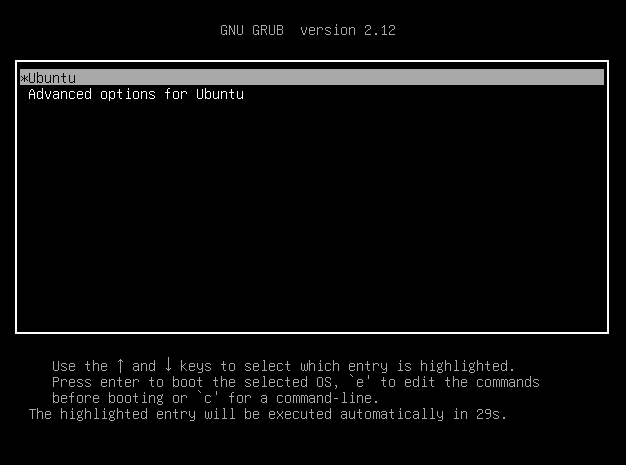 GNU GRUB  version 2.12
*Ubuntu
Advanced options for Ubuntu
Use the ↑ and ↓ keys to select which entry is highlighted.
Press enter to boot the selected OS, `e' to edit the commands
before booting or `c' for a command-line.
The highlighted entry will be executed automatically in 29s.